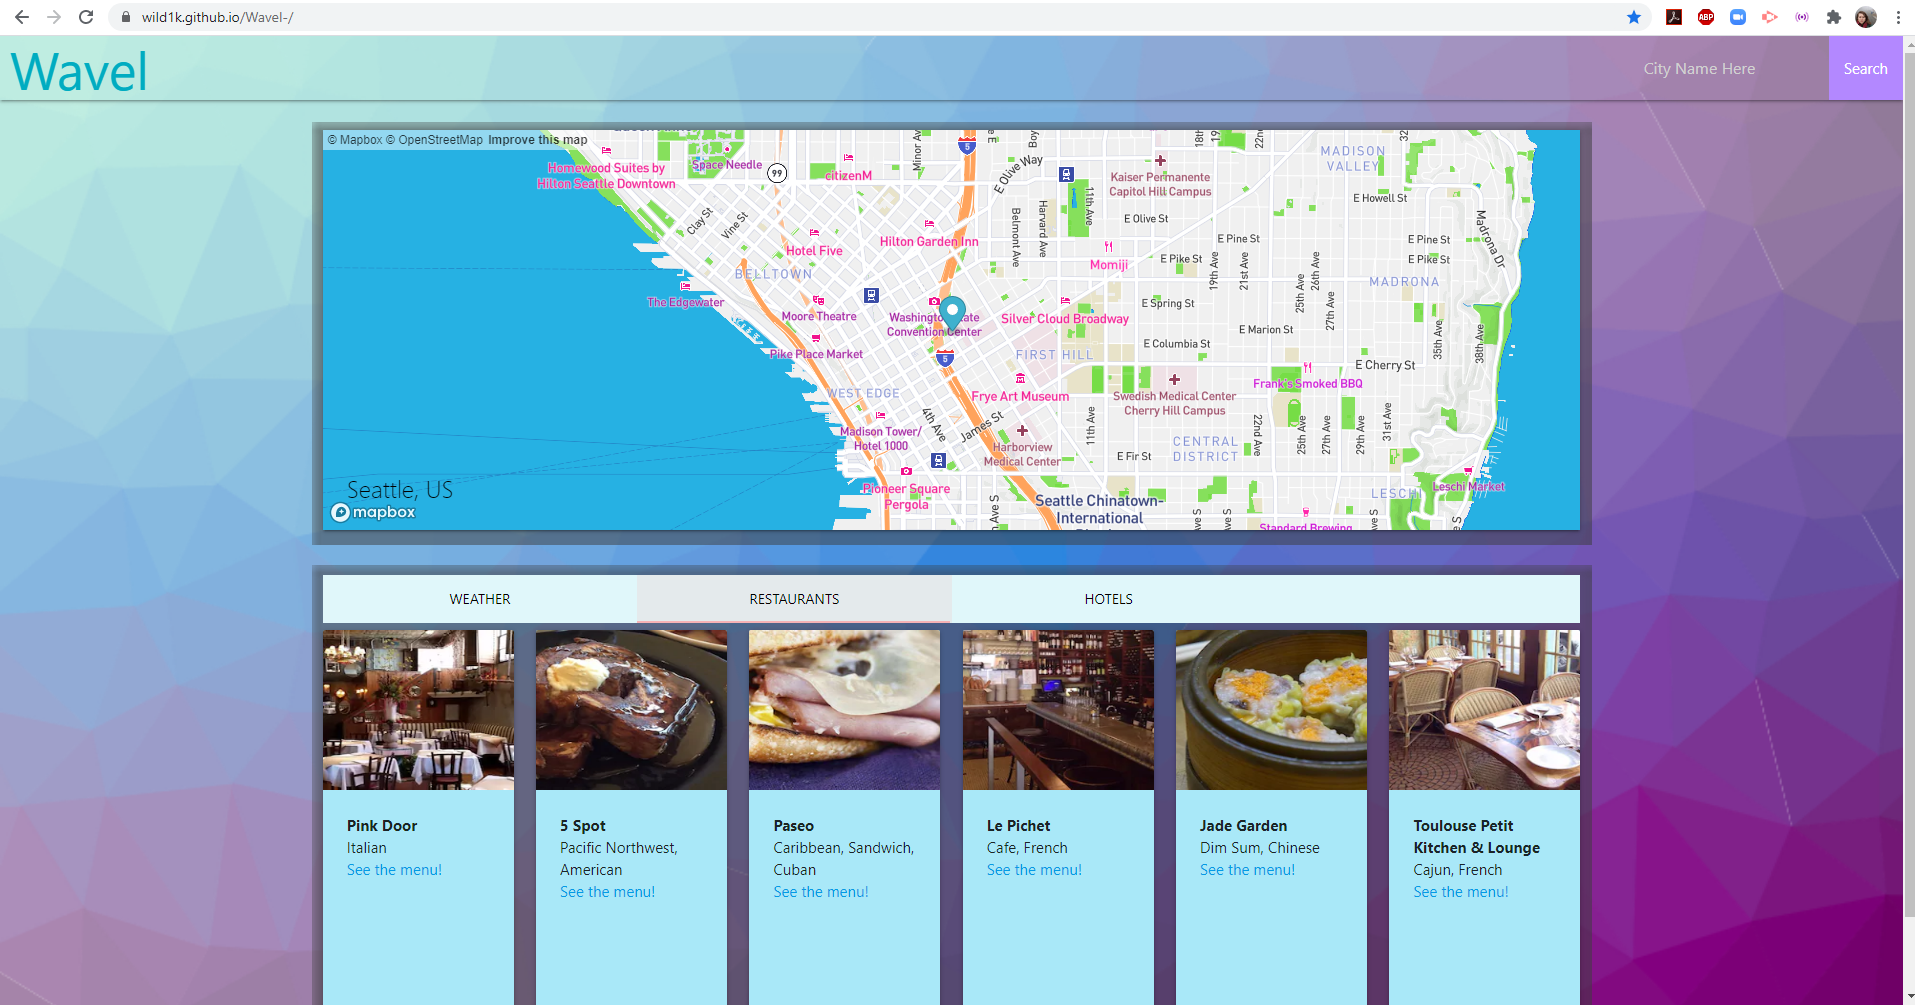 wild1k.github.io/Wavel-/
ABP
Wavel
City Name Here
Search
© Mapbox © OpenStreetMap Improve this map
Space Needle
Homewood Suites by
Hilton Seattle Downtown
99
citizenM
Minor Av
5
E Olive Way
Boy
18th
19
22nd
32
MADISON
VALLEY
Kaiser Permanente
Capitol Hill Campus
11th Ave
E Howell St
E Olive St
Clay St
Vine St
Belmont Ave
Harvard Ave
Hotel Five
Hilton Garden Inn
Momiji
E Pine St
E Pike St
E Pine St
E Pike St
Madrona Dr
19th Ave
21st Ave
25th Ave
26th Ave
27th Ave
BELLTOWN
MADRONA
The Edgewater
Moore Theatre
Washington State
Convention Center
Silver Cloud Broadway
E Spring St
E Marion St
E Columbia St
35th Ave
38th Ave
Pike Place Market
5
FIRST HILL
E Cherry St
Frank's Smoked BBQ
WEST EDGE
Frye Art Museum
Swedish Medical Center
Cherry Hill Campus
4th Ave
James St
11th Ave
22nd Ave
25th Ave
27th Ave
29th Ave
31st Ave
Madison Tower/
Hotel 1000
Harborview
Medical Center
E Fir St
CENTRAL
DISTRICT
Seattle, US
mapbox
Pioneer Square
Pergola
Seattle Chinatown-
International
LESCHI
Leschi Market
Standard Brewing
WEATHER
RESTAURANTS
HOTELS
Pink Door
Italian
See the menu!
5 Spot
Pacific Northwest,
American
See the menu!
Paseo
Caribbean, Sandwich,
Cuban
See the menu!
Le Pichet
Cafe, French
See the menu!
Jade Garden
Dim Sum, Chinese
See the menu!
Toulouse Petit
Kitchen & Lounge
Cajun, French
See the menu!